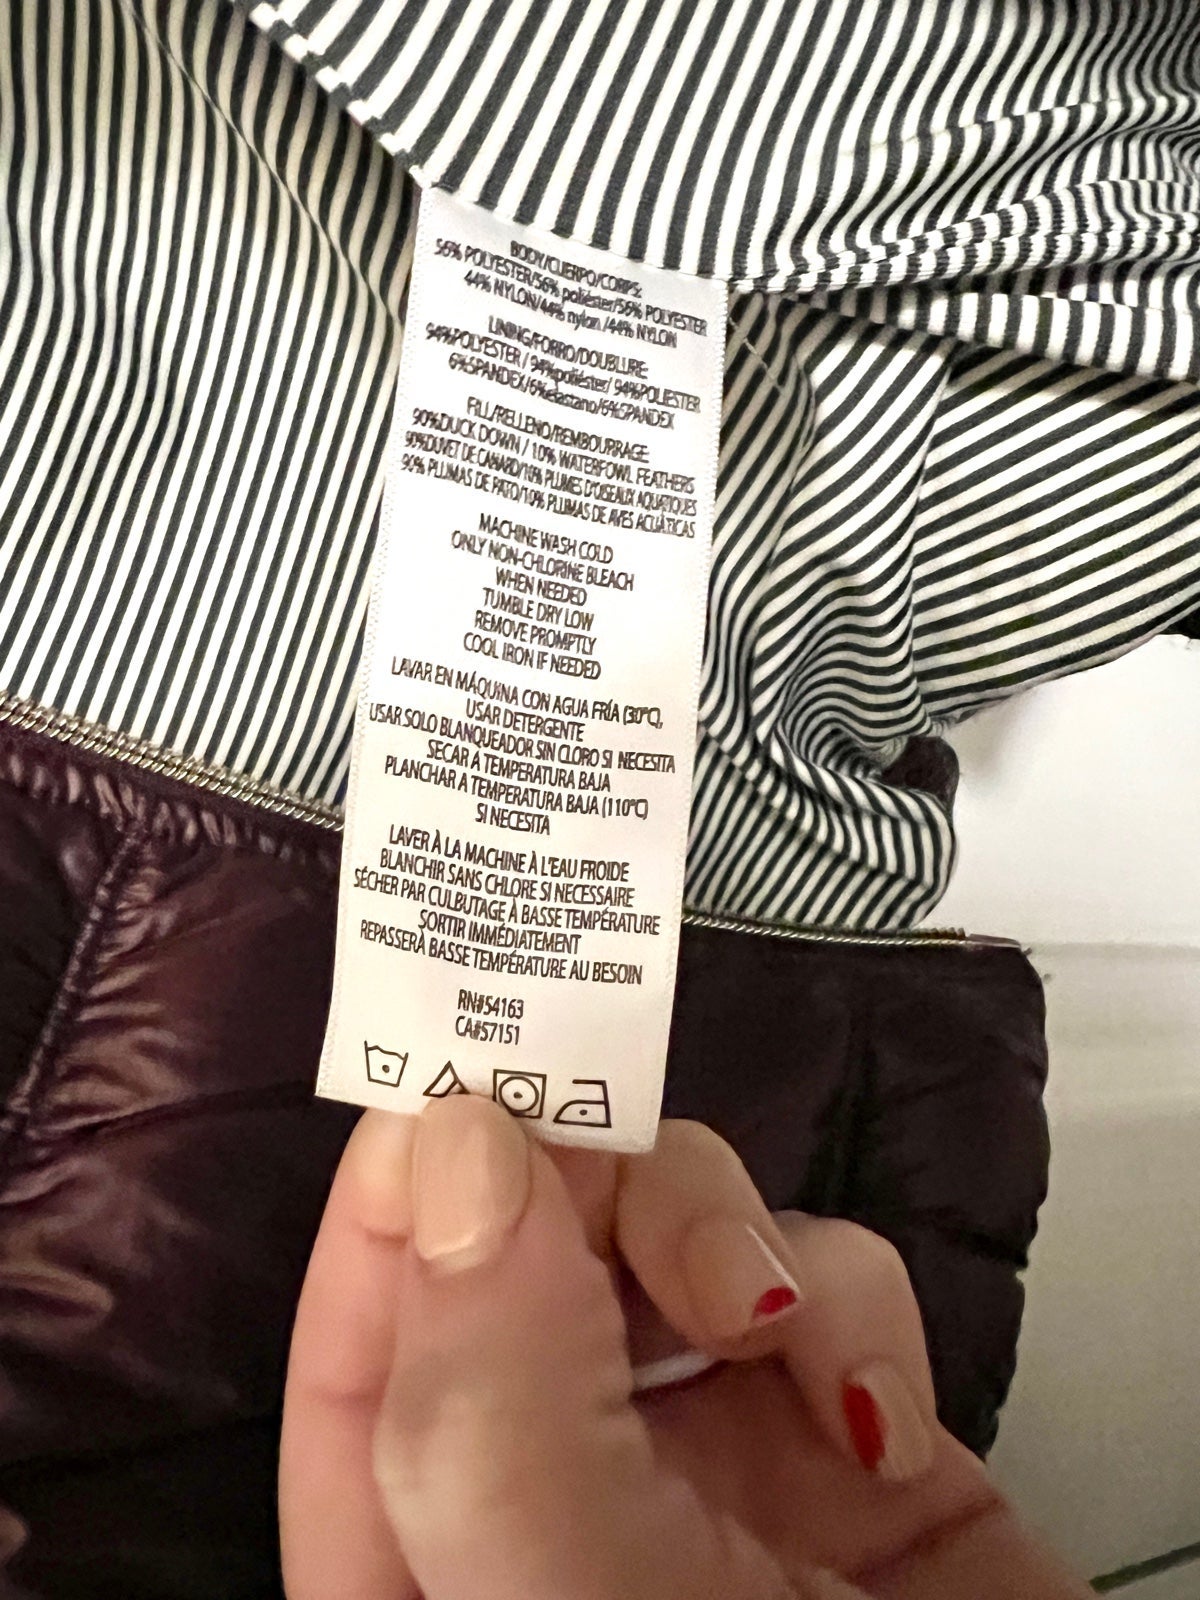 BODY/CUERPO/CORPS:
56% POLYESTER/56% poliéster/56% POLYESTER
44% NYLON/44% nylon /44% NYLON
LINING/FORRO/DOUBLURE:
94%POLYESTER / 94%poliéster/ 94%POLIESTER
6%SPANDEX/6%elastano/6%SPANDEX
FILL/RELLENO/REMBOURRAGE:
90%DUCK DOWN / 10% WATERFOWL FEATHERS
90%DUVET DE CANARD/10% PLUMES D'OISEAUX AQUATIQUES
90% PLUMAS DE PATO/10% PLUMAS DE AVES ACUÁTICAS
MACHINE WASH COLD
ONLY NON-CHLORINE BLEACH
WHEN NEEDED
TUMBLE DRY LOW
REMOVE PROMPTLY
COOL IRON IF NEEDED
LAVAR EN MÁQUINA CON AGUA FRÍA (30°C),
USAR DETERGENTE
USAR SOLO BLANQUEADOR SIN CLORO SI NECESITA
SECAR A TEMPERATURA BAJA
PLANCHAR A TEMPERATURA BAJA (110°C)
SI NECESITA
LAVER À LA MACHINE À L'EAU FROIDE
BLANCHIR SANS CHLORE SI NECESSAIRE
SÉCHER PAR CULBUTAGE À BASSE TEMPÉRATURE
SORTIR IMMÉDIATEMENT
REPASSER À BASSE TEMPÉRATURE AU BESOIN
RN#54163
CA#57151